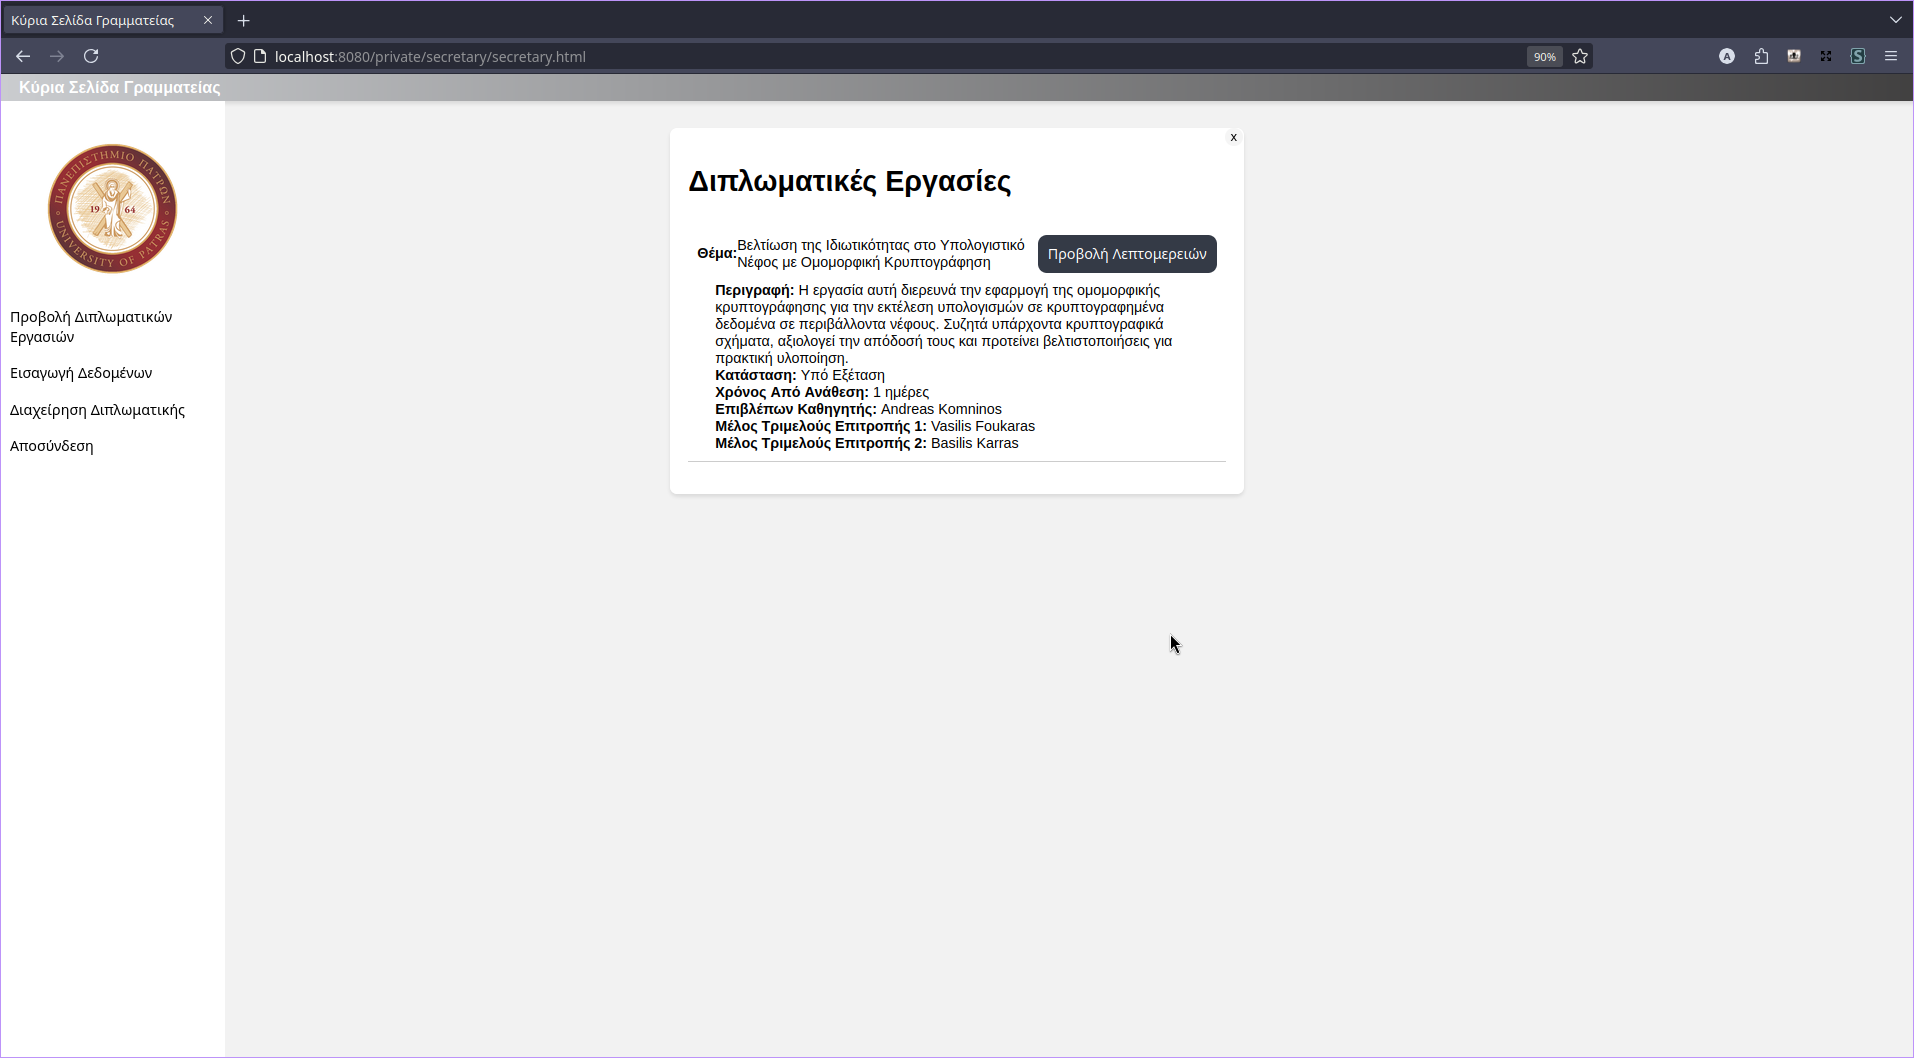 Κύρια Σελίδα Γραμματείας
localhost:8080/private/secretary/secretary.html
90%
A
S
Κύρια Σελίδα Γραμματείας
ΠΑΝΕΠΙΣΤΗΜΙΟ ΠΑΤΡΩΝ
19 64
UNIVERSITY OF PATRAS
Προβολή Διπλωματικών
Εργασιών
Εισαγωγή Δεδομένων
Διαχείρηση Διπλωματικής
Αποσύνδεση
x
Διπλωματικές Εργασίες
Θέμα: Βελτίωση της Ιδιωτικότητας στο Υπολογιστικό
Νέφος με Ομομορφική Κρυπτογράφηση
Προβολή Λεπτομερειών
Περιγραφή: Η εργασία αυτή διερευνά την εφαρμογή της ομομορφικής
κρυπτογράφησης για την εκτέλεση υπολογισμών σε κρυπτογραφημένα
δεδομένα σε περιβάλλοντα νέφους. Συζητά υπάρχοντα κρυπτογραφικά
σχήματα, αξιολογεί την απόδοσή τους και προτείνει βελτιστοποιήσεις για
πρακτική υλοποίηση.
Κατάσταση: Υπό Εξέταση
Χρόνος Από Ανάθεση: 1 ημέρες
Επιβλέπων Καθηγητής: Andreas Komninos
Μέλος Τριμελούς Επιτροπής 1: Vasilis Foukaras
Μέλος Τριμελούς Επιτροπής 2: Basilis Karras